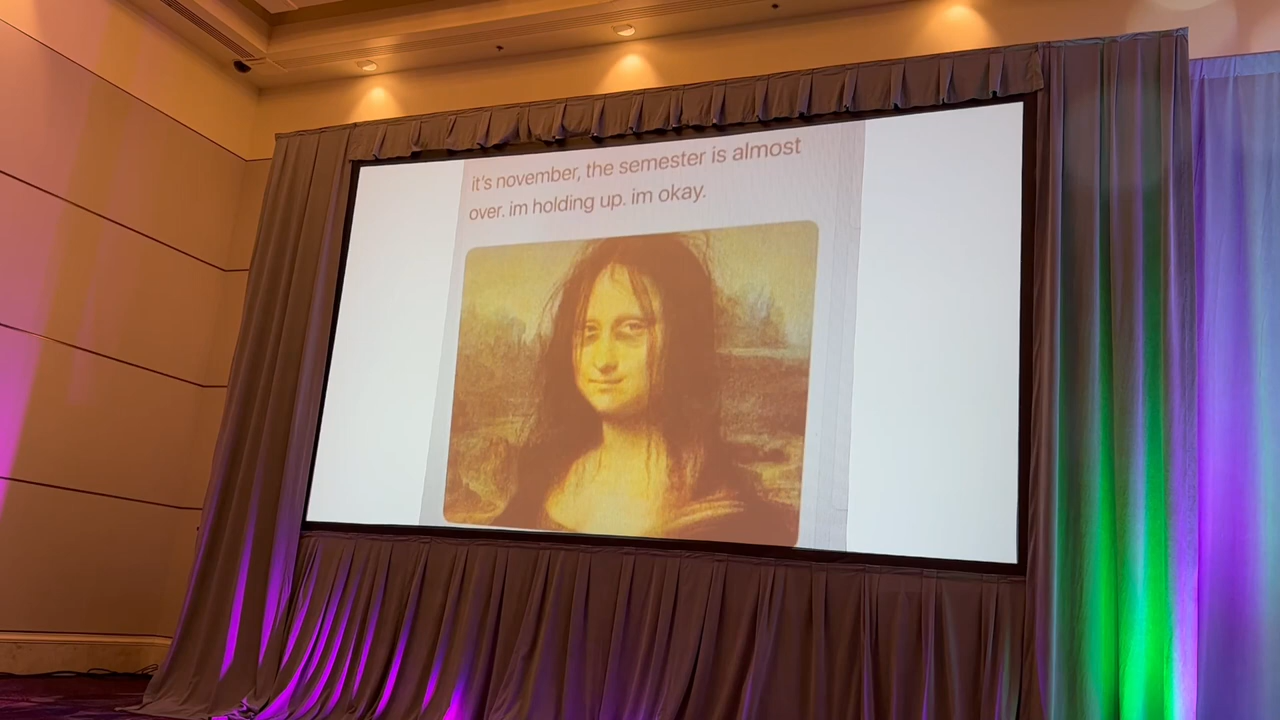 it's november, the semester is almost
over. im holding up. im okay.